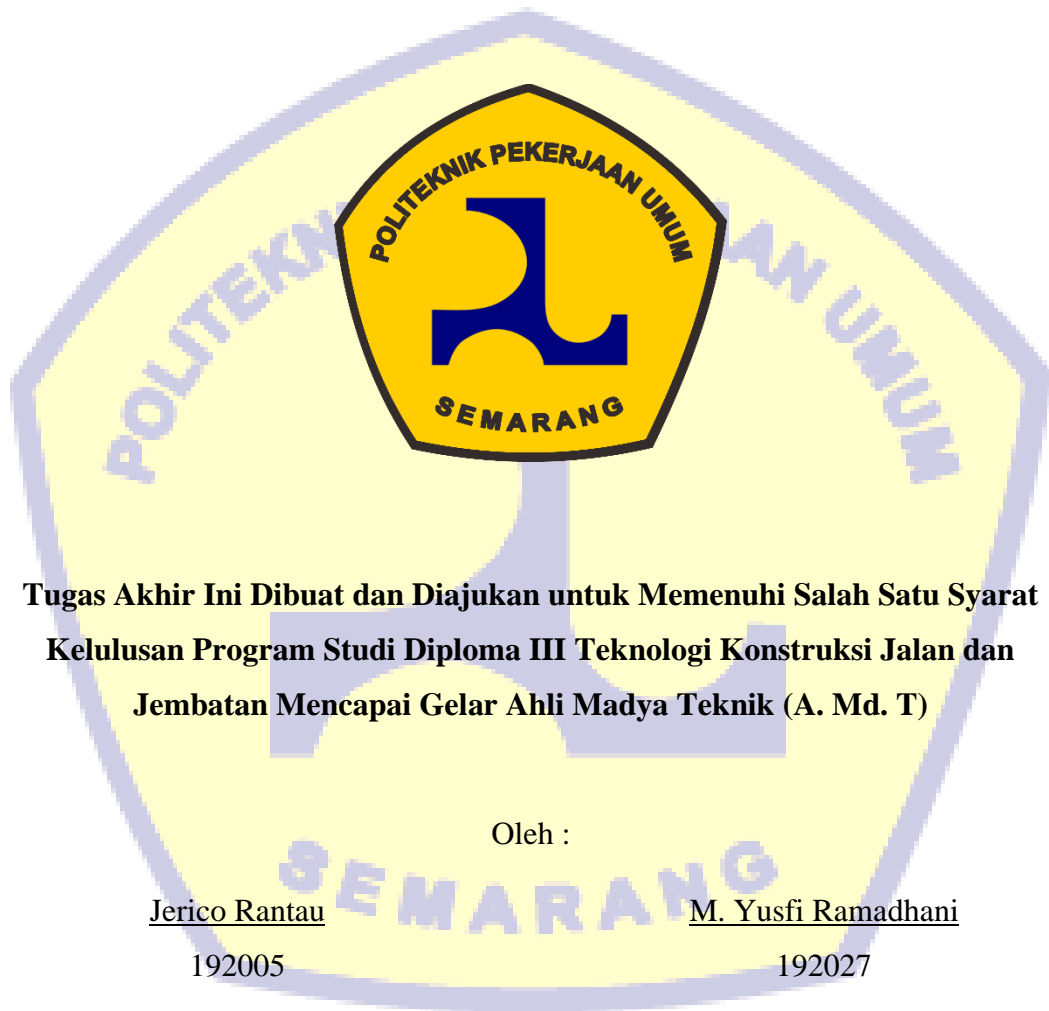 POLITEKNIK PEKERJAAN UMUM
SEMARANG
Tugas Akhir Ini Dibuat dan Diajukan untuk Memenuhi Salah Satu Syarat
Kelulusan Program Studi Diploma III Teknologi Konstruksi Jalan dan
Jembatan Mencapai Gelar Ahli Madya Teknik (A. Md. T)
Oleh :
SEMARANG
Jerico Rantau M. Yusfi Ramadhani
192005 192027